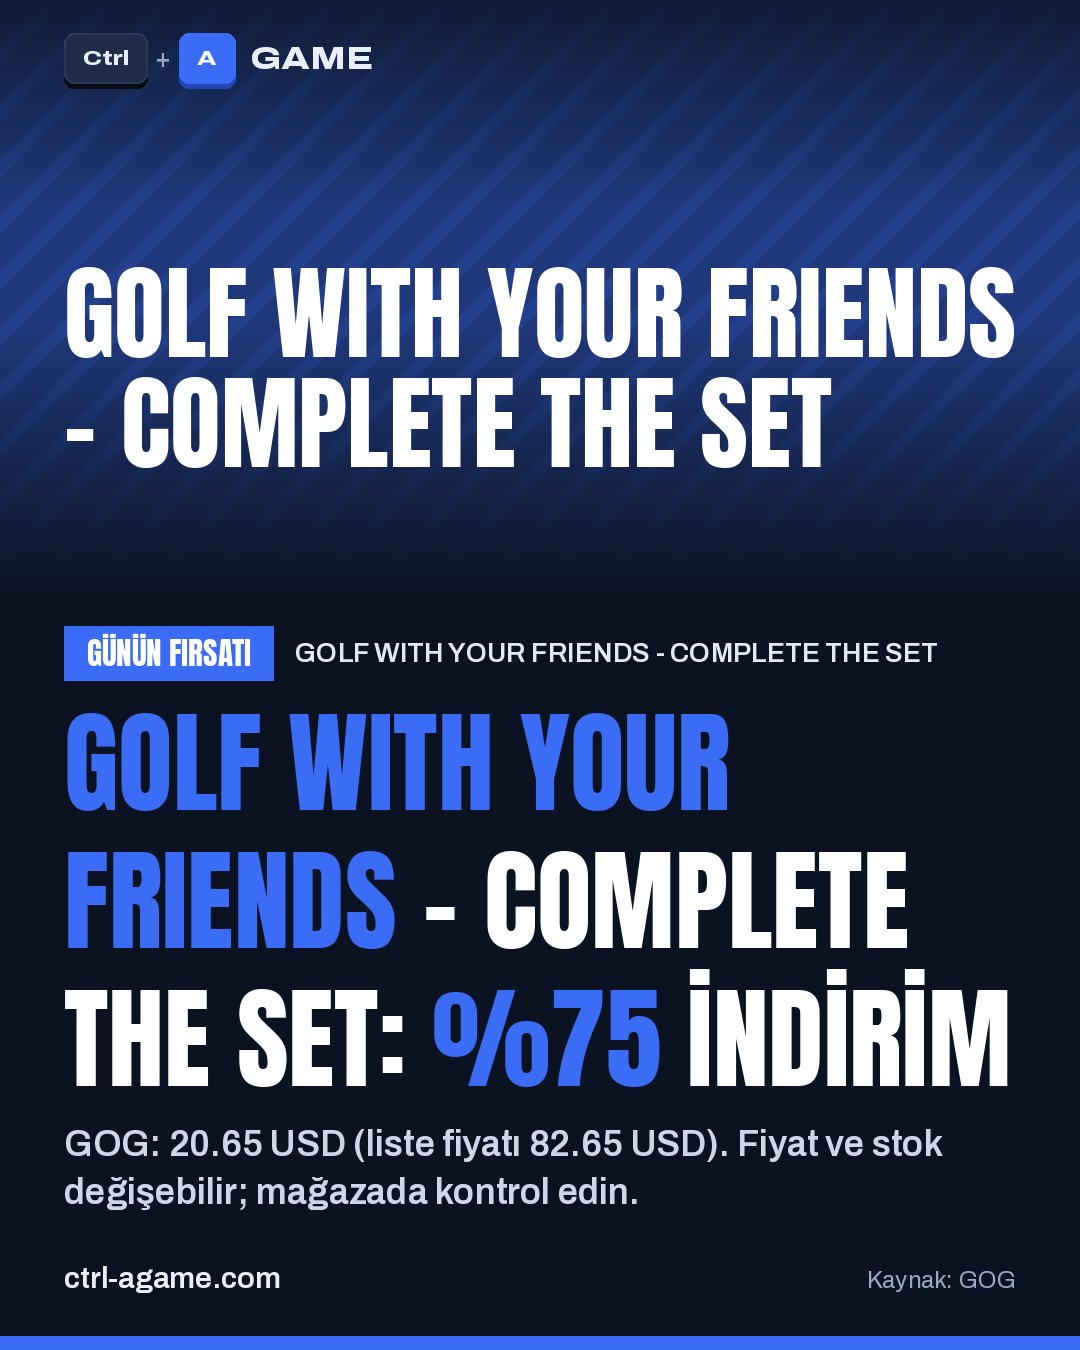 Ctrl + A GAME
GOLF WITH YOUR FRIENDS
- COMPLETE THE SET
GÜNÜN FIRSATI GOLF WITH YOUR FRIENDS - COMPLETE THE SET
GOLF WITH YOUR
FRIENDS - COMPLETE
THE SET: %75 İNDİRİM
GOG: 20.65 USD (liste fiyatı 82.65 USD). Fiyat ve stok
değişebilir; mağazada kontrol edin.
ctrl-agame.com Kaynak: GOG